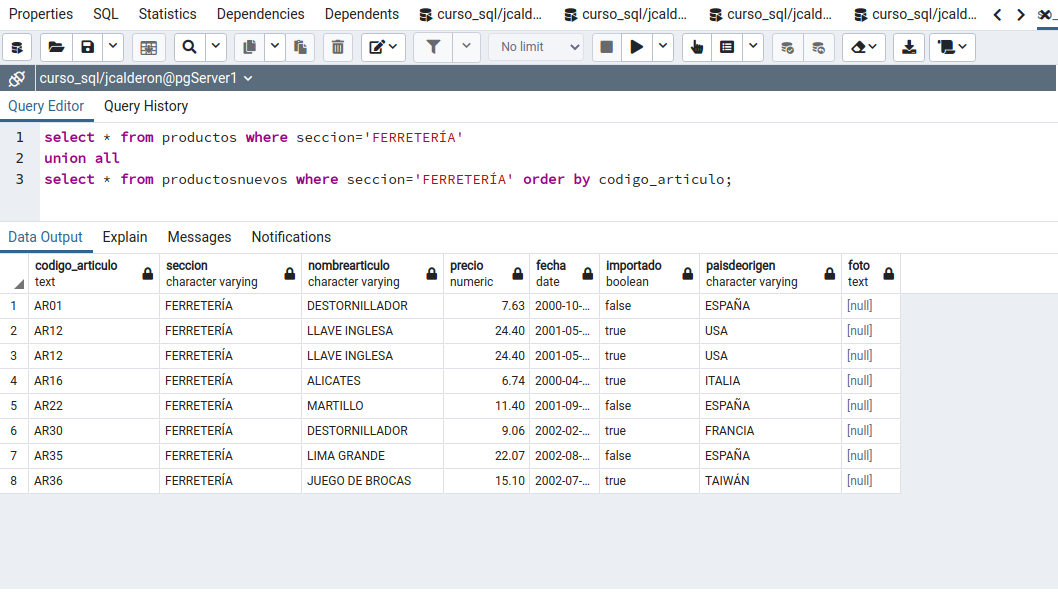 Properties SQL Statistics Dependencies Dependents curso_sql/jcald... curso_sql/jcald... curso_sql/jcald... curso_sql/jcald...
No limit
curso_sql/jcalderon@pgServer1
Query Editor Query History
1 select * from productos where seccion='FERRETERÍA'
2 union all
3 select * from productosnuevos where seccion='FERRETERÍA' order by codigo_articulo;
Data Output Explain Messages Notifications
codigo_articulo seccion nombrearticulo precio fecha importado paisdeorigen foto
text character varying character varying numeric date boolean character varying text
1 AR01 FERRETERÍA DESTORNILLADOR 7.63 2000-10-... false ESPAÑA [null]
2 AR12 FERRETERÍA LLAVE INGLESA 24.40 2001-05-... true USA [null]
3 AR12 FERRETERÍA LLAVE INGLESA 24.40 2001-05-... true USA [null]
4 AR16 FERRETERÍA ALICATES 6.74 2000-04-... true ITALIA [null]
5 AR22 FERRETERÍA MARTILLO 11.40 2001-09-... false ESPAÑA [null]
6 AR30 FERRETERÍA DESTORNILLADOR 9.06 2002-02-... true FRANCIA [null]
7 AR35 FERRETERÍA LIMA GRANDE 22.07 2002-08-... false ESPAÑA [null]
8 AR36 FERRETERÍA JUEGO DE BROCAS 15.10 2002-07-... true TAIWÁN [null]